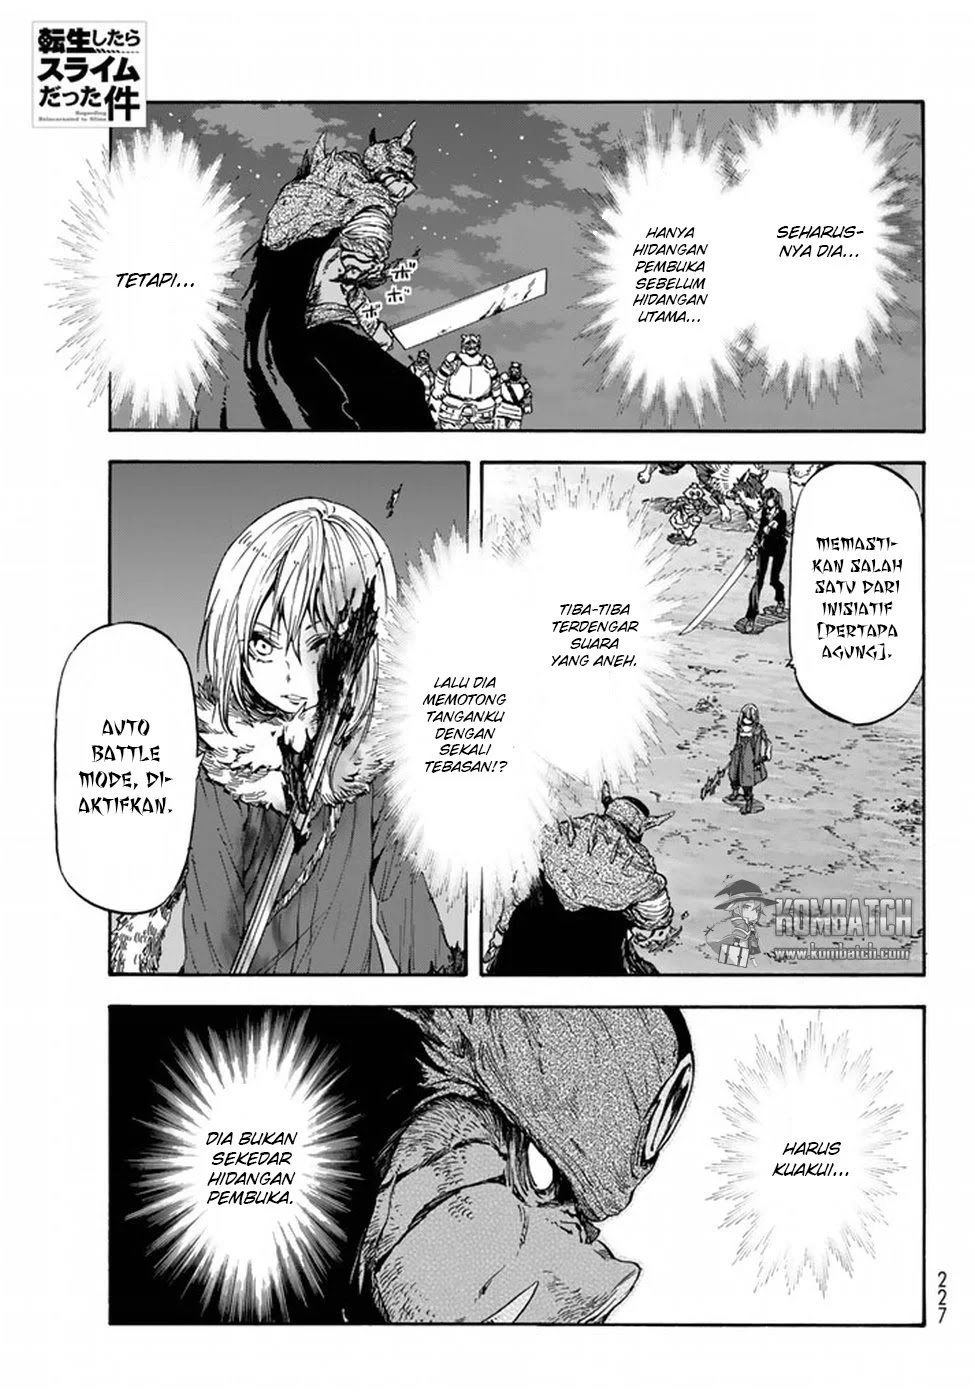 転生したら
スライム
だった件
Regarding
Reincarnated to Slime
SEHARUS-
NYA DIA...
HANYA
HIDANGAN
PEMBUKA
SEBELUM
HIDANGAN
UTAMA...
ボ
ボ
TETAPI...
MEMASTI-
KAN SALAH
SATU DARI
INISIATIF
[PERTAPA
AGUNG].
TIBA-TIBA
TERDENGAR
SUARA
YANG ANEH.
LALU DIA
MEMOTONG
TANGANKU
DENGAN
SEKALI
TEBASAN!?
AUTO
BATTLE
MODE, DI-
AKTIFKAN.
KOMBATCH
www.kombatch.com
HARUS
KUAKUI...
DIA BUKAN
SEKEDAR
HIDANGAN
PEMBUKA.
227